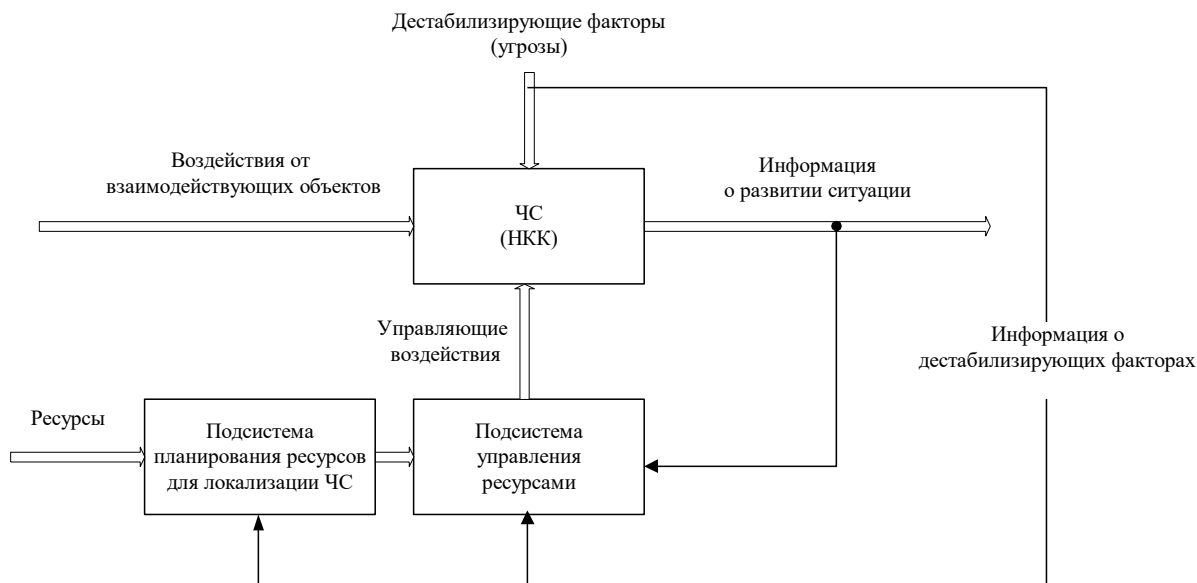 Дестабилизирующие факторы
(угрозы)
Воздействия от
взаимодействующих объектов
ЧС
(НКК)
Информация
о развитии ситуации
Управляющие
воздействия
Информация о
дестабилизирующих факторах
Ресурсы
Подсистема
планирования ресурсов
для локализации ЧС
Подсистема
управления
ресурсами